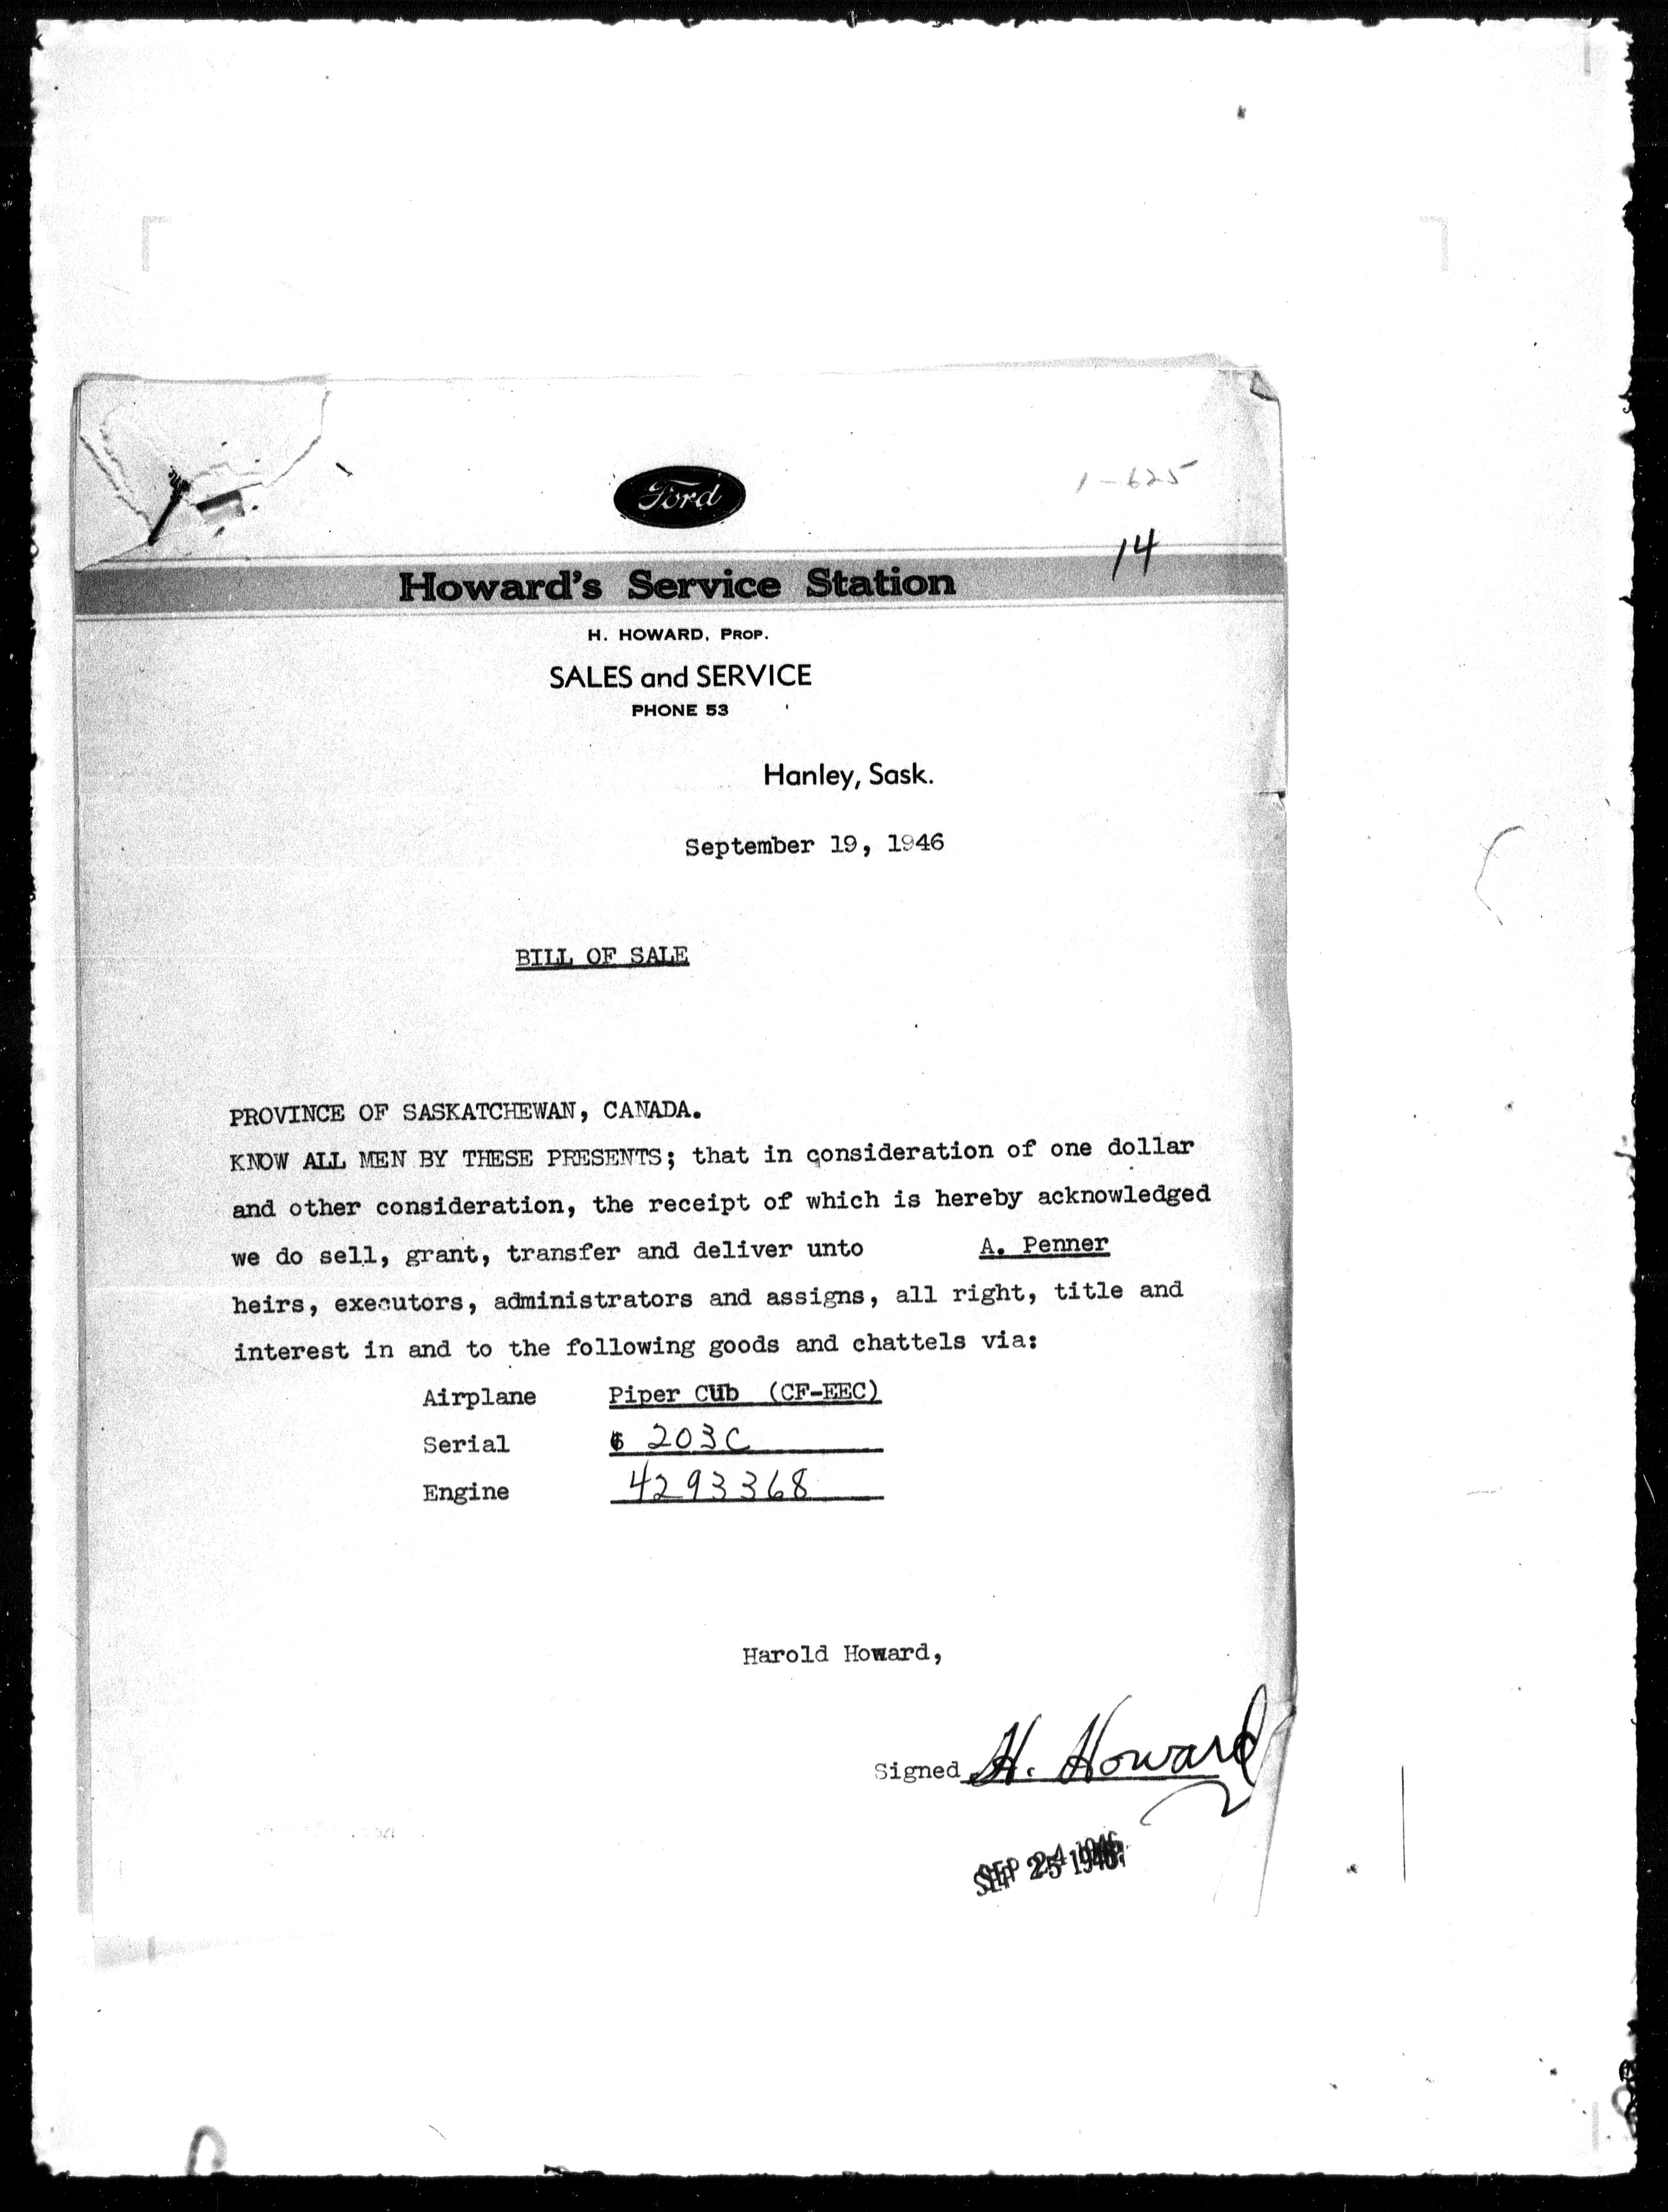 1-625
Ford
14
Howard's Service Station
H. HOWARD, PROP.
SALES and SERVICE
PHONE 53
Hanley, Sask.
September 19, 1946
BILL OF SALE
PROVINCE OF SASKATCHEWAN, CANADA.
KNOW ALL MEN BY THESE PRESENTS; that in consideration of one dollar
and other consideration, the receipt of which is hereby acknowledged
we do sell, grant, transfer and deliver unto A. Penner
heirs, executors, administrators and assigns, all right, title and
interest in and to the following goods and chattels via:
Airplane Piper CUb (CF-EEC)
Serial 203C
Engine 4293368
Harold Howard,
Signed H. Howard
SEP 1946